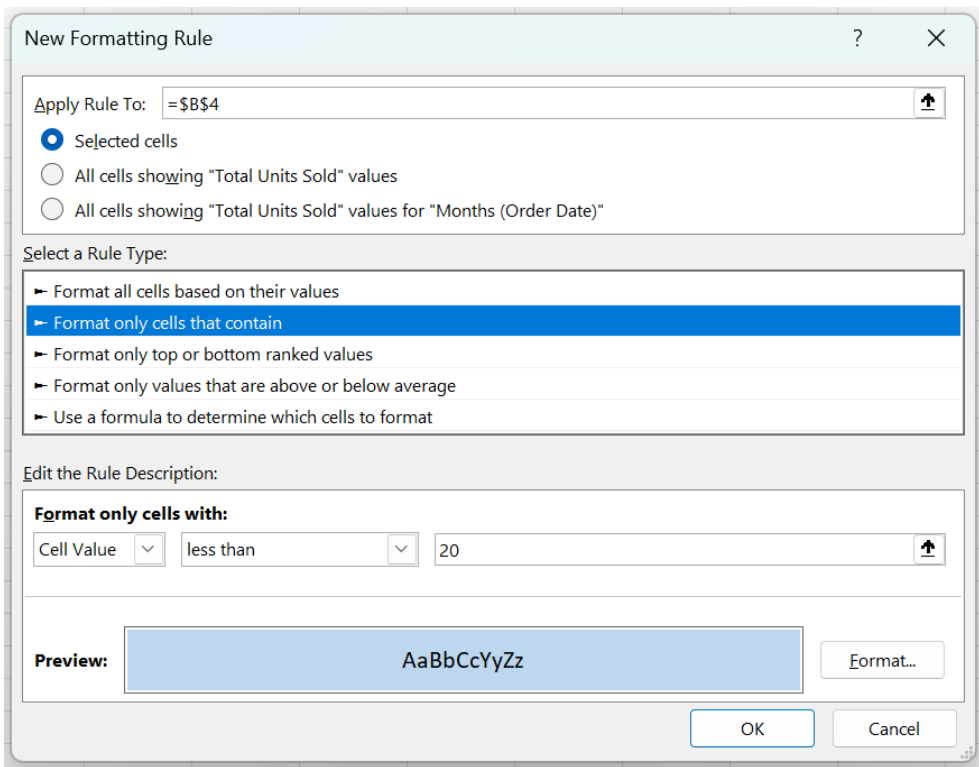 New Formatting Rule ?
Apply Rule To: =$B$4
Selected cells
All cells showing "Total Units Sold" values
All cells showing "Total Units Sold" values for "Months (Order Date)"
Select a Rule Type:
► Format all cells based on their values
► Format only cells that contain
► Format only top or bottom ranked values
► Format only values that are above or below average
► Use a formula to determine which cells to format
Edit the Rule Description:
Format only cells with:
Cell Value less than 20
Preview: AaBbCcYyZz Format...
OK Cancel